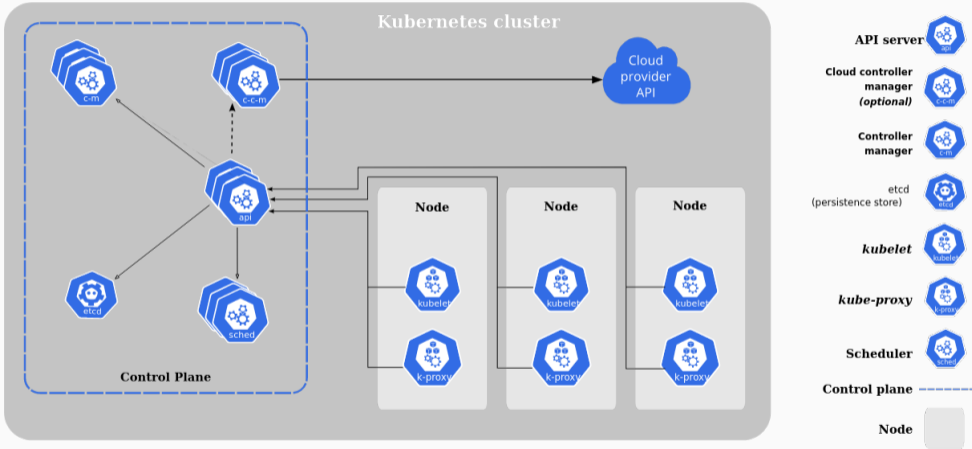 Kubernetes cluster
c-m
c-c-m
Cloud
provider
API
api
etcd
sched
Control Plane
Node
kubelet
k-proxy
Node
kubelet
k-proxy
Node
kubelet
k-proxy
API server
api
Cloud controller
manager
(optional)
c-c-m
Controller
manager
c-m
etcd
(persistence store)
etcd
kubelet
kubelet
kube-proxy
k-proxy
Scheduler
sched
Control plane
Node